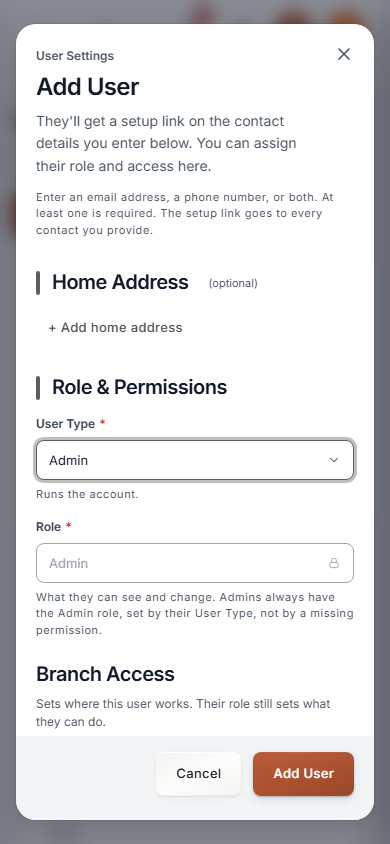 User Settings
Add User
They'll get a setup link on the contact
details you enter below. You can assign
their role and access here.
Enter an email address, a phone number, or both. At
least one is required. The setup link goes to every
contact you provide.
Home Address (optional)
+ Add home address
Role & Permissions
User Type *
Admin
Runs the account.
Role *
Admin
What they can see and change. Admins always have
the Admin role, set by their User Type, not by a missing
permission.
Branch Access
Sets where this user works. Their role still sets what
they can do.
Cancel
Add User